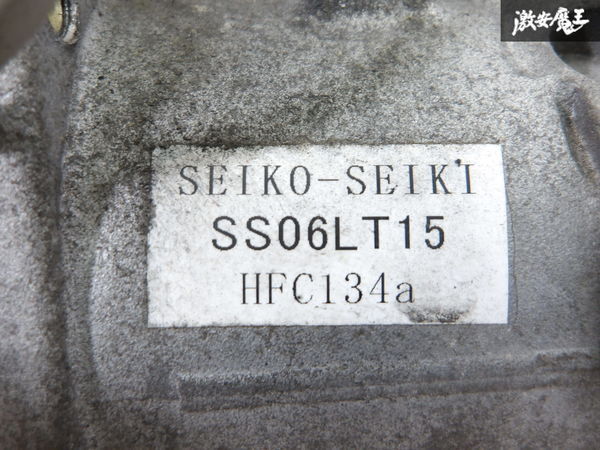 激安魔王
SEIKO-SEIKI
SS06LT15
HFC134a